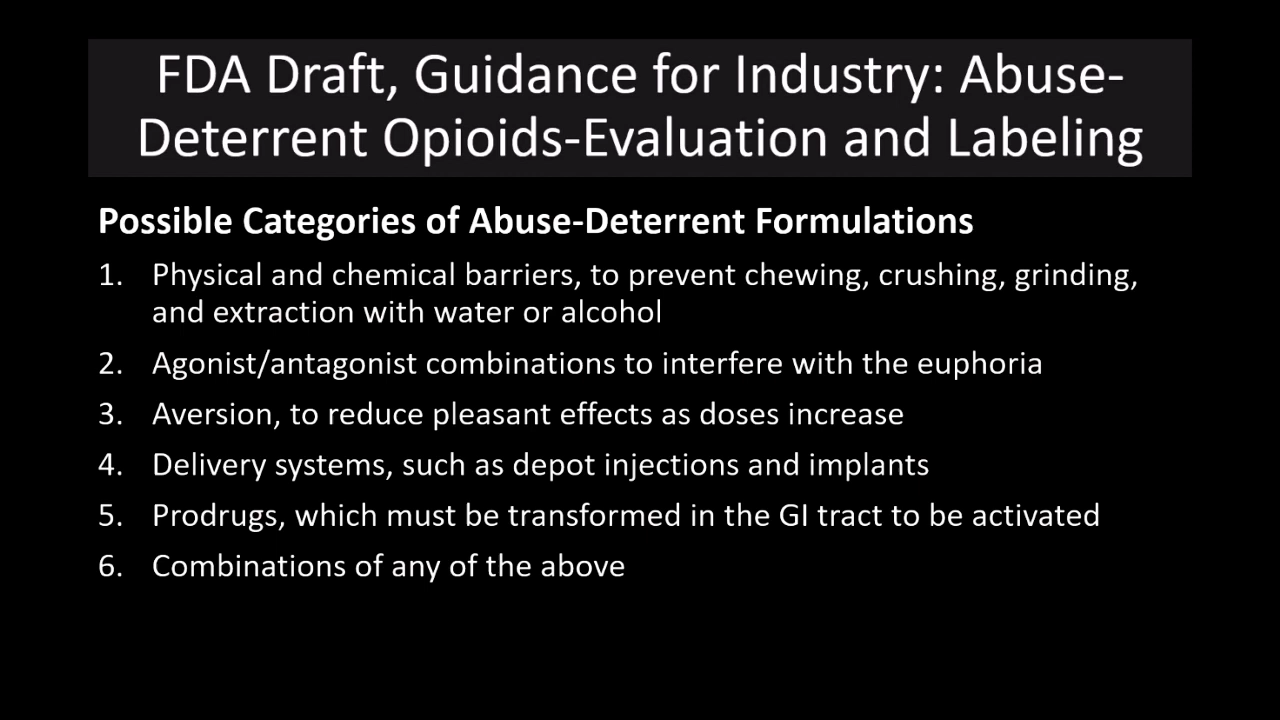 FDA Draft, Guidance for Industry: Abuse-
Deterrent Opioids-Evaluation and Labeling
Possible Categories of Abuse-Deterrent Formulations
1. Physical and chemical barriers, to prevent chewing, crushing, grinding,
and extraction with water or alcohol
2. Agonist/antagonist combinations to interfere with the euphoria
3. Aversion, to reduce pleasant effects as doses increase
4. Delivery systems, such as depot injections and implants
5. Prodrugs, which must be transformed in the GI tract to be activated
6. Combinations of any of the above